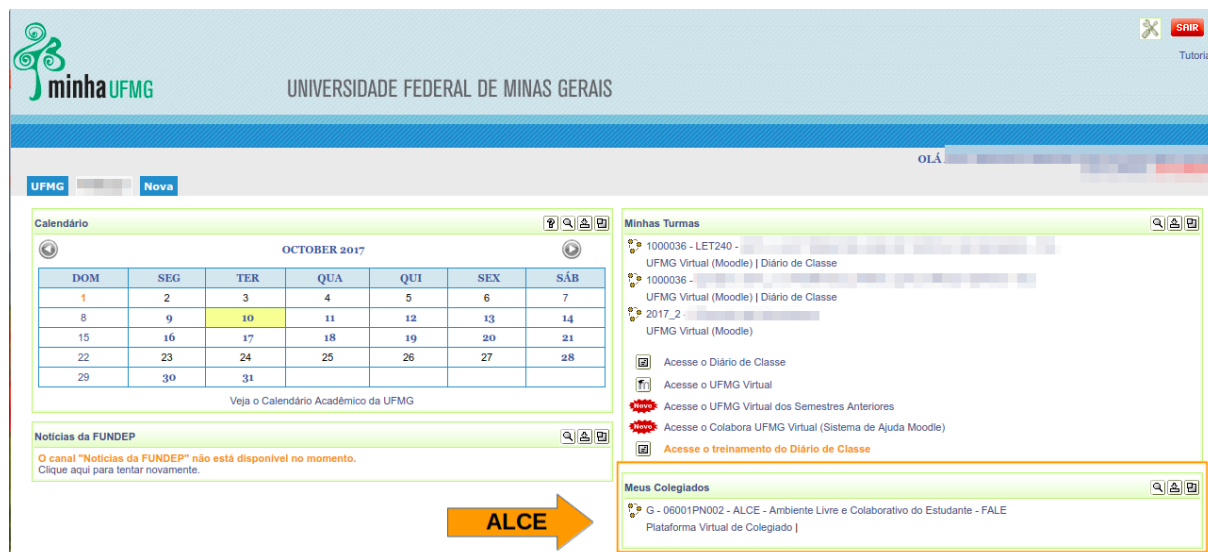 SAIR
Tutoria
minha UFMG
UNIVERSIDADE FEDERAL DE MINAS GERAIS
OLÁ
UFMG
Nova
Calendário
OCTOBER 2017
DOM SEG TER QUA QUI SEX SÁB
1 2 3 4 5 6 7
8 9 10 11 12 13 14
15 16 17 18 19 20 21
22 23 24 25 26 27 28
29 30 31
Veja o Calendário Acadêmico da UFMG
Notícias da FUNDEP
O canal "Notícias da FUNDEP" não está disponível no momento.
Clique aqui para tentar novamente.
Minhas Turmas
1000036 - LET240 -
UFMG Virtual (Moodle) | Diário de Classe
1000036 -
UFMG Virtual (Moodle) | Diário de Classe
2017_2 -
UFMG Virtual (Moodle)
Acesse o Diário de Classe
Acesse o UFMG Virtual
Novo Acesse o UFMG Virtual dos Semestres Anteriores
Novo Acesse o Colabora UFMG Virtual (Sistema de Ajuda Moodle)
Acesse o treinamento do Diário de Classe
Meus Colegiados
G - 06001PN002 - ALCE - Ambiente Livre e Colaborativo do Estudante - FALE
Plataforma Virtual de Colegiado |
ALCE